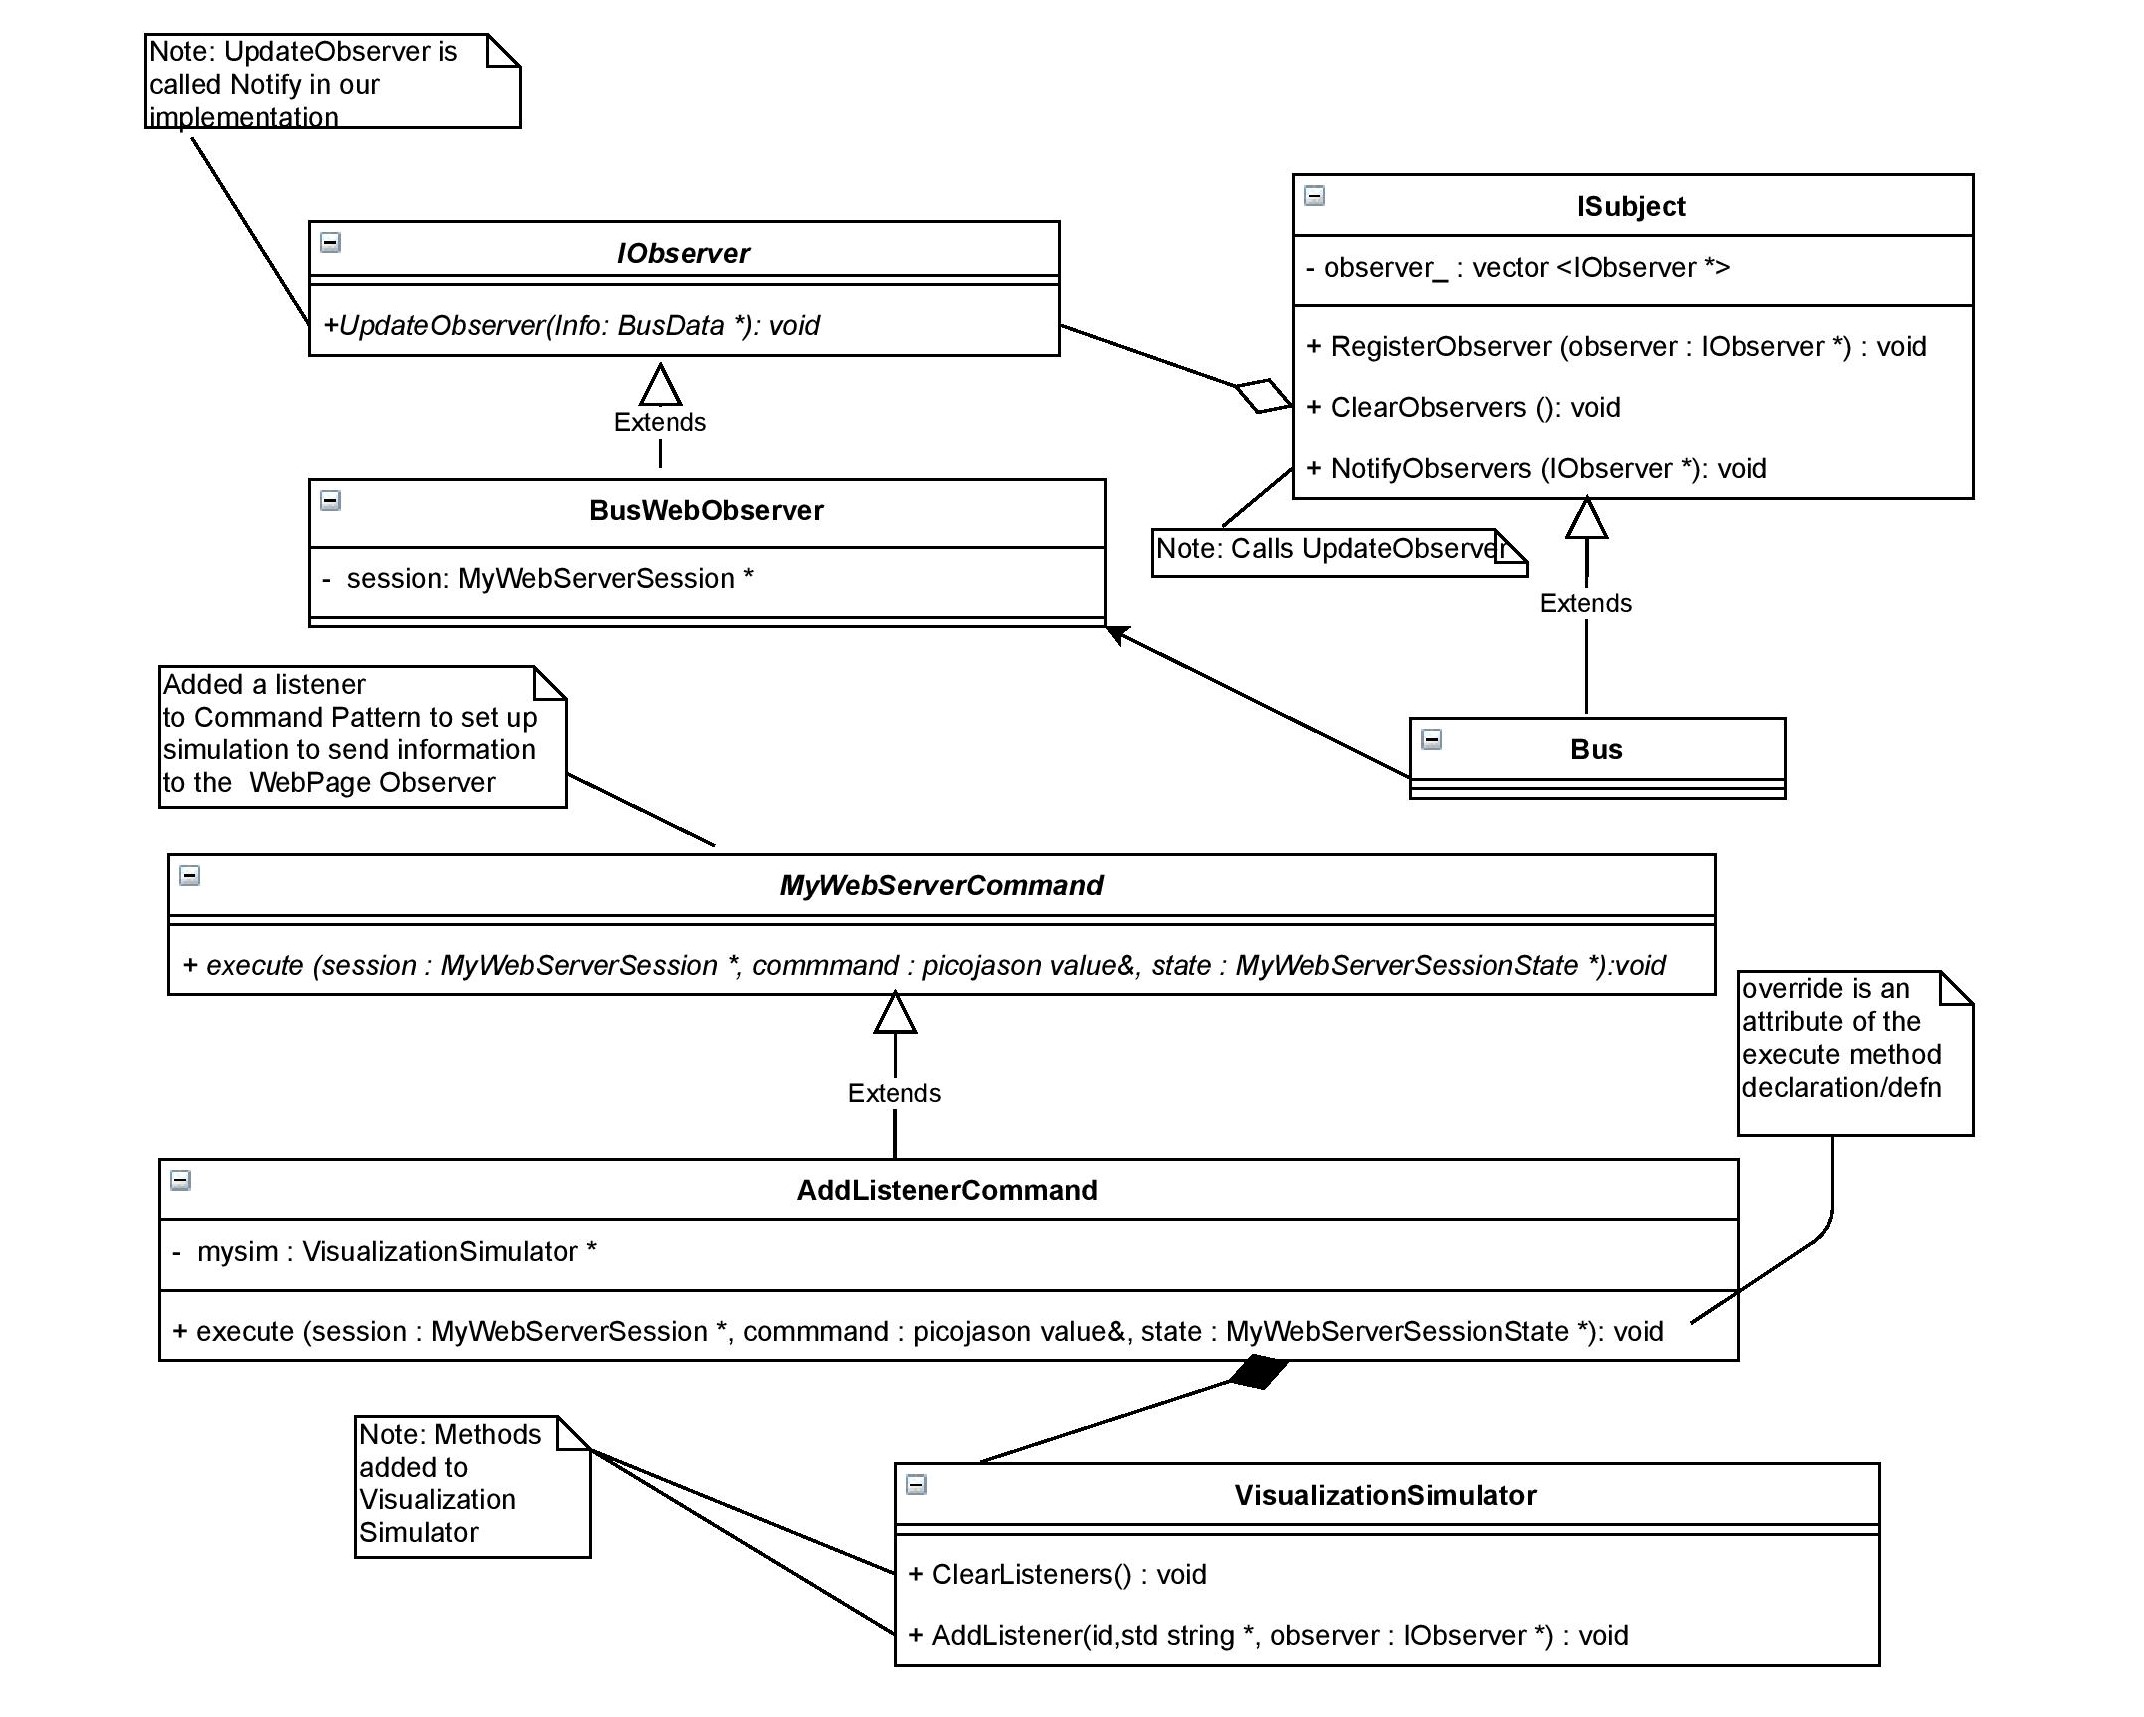 Note: UpdateObserver is
called Notify in our
implementation
IObserver
+UpdateObserver(Info: BusData *): void
ISubject
- observer_ : vector <IObserver *>
+ RegisterObserver (observer : IObserver *) : void
+ ClearObservers (): void
+ NotifyObservers (IObserver *): void
Extends
BusWebObserver
- session: MyWebServerSession *
Note: Calls UpdateObserver
Extends
Bus
Added a listener
to Command Pattern to set up
simulation to send information
to the WebPage Observer
MyWebServerCommand
+ execute (session : MyWebServerSession *, commmand : picojason value&, state : MyWebServerSessionState *):void
override is an
attribute of the
execute method
declaration/defn
Extends
AddListenerCommand
- mysim : VisualizationSimulator *
+ execute (session : MyWebServerSession *, commmand : picojason value&, state : MyWebServerSessionState *): void
Note: Methods
added to
Visualization
Simulator
VisualizationSimulator
+ ClearListeners() : void
+ AddListener(id,std string *, observer : IObserver *) : void